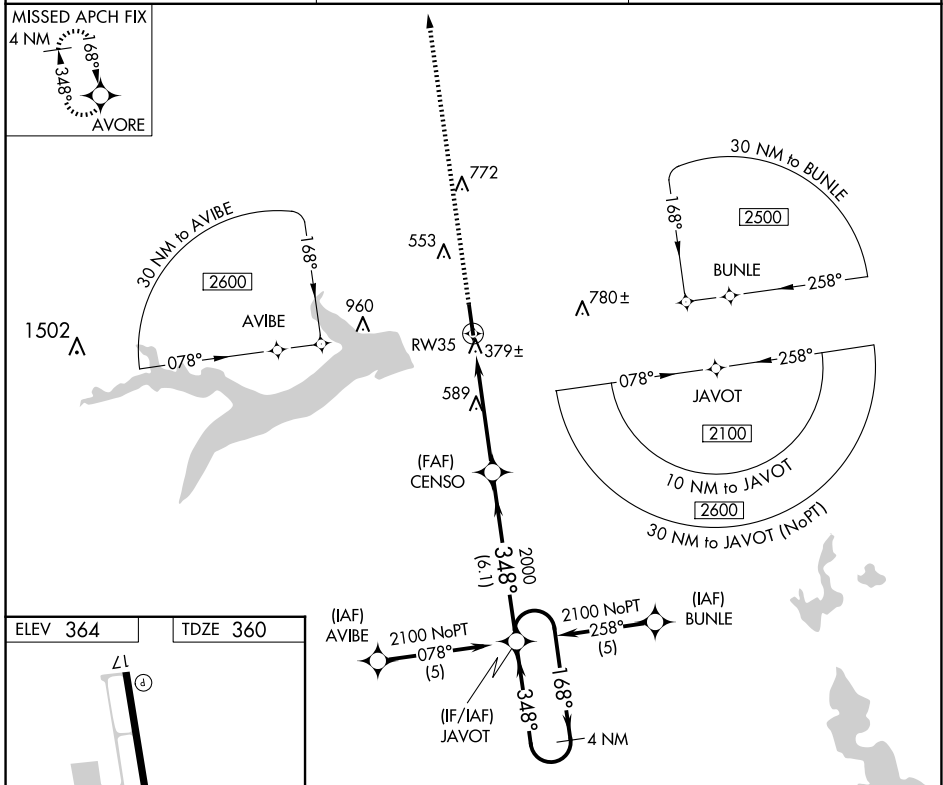 MISSED APCH FIX
4 NM
168°
348°
AVORE
772
553
30 NM to AVIBE
2600
168°
AVIBE
078°
1502
960
RW35
379±
589
780±
30 NM to BUNLE
2500
168°
BUNLE
258°
078°
258°
JAVOT
2100
10 NM to JAVOT
2600
30 NM to JAVOT (NoPT)
(FAF)
CENSO
348°
2000
(6.1)
(IAF)
AVIBE
2100 NoPT
078°
(5)
2100 NoPT
258°
(5)
(IAF)
BUNLE
(IF/IAF)
JAVOT
348°
168°
4 NM
ELEV 364
TDZE 360
17
P